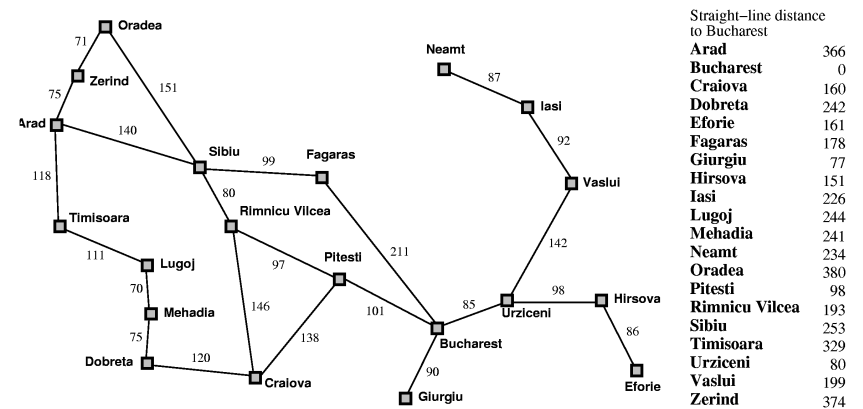 Oradea
71
Zerind
75
151
Arad
140
118
Sibiu
99
Fagaras
80
Rimnicu Vilcea
Timisoara
111
Lugoj
70
Mehadia
75
Dobreta
120
97
Pitesti
146
138
101
211
Craiova
Neamt
87
Iasi
92
Vaslui
142
85
98
Urziceni
Hirsova
86
Eforie
Bucharest
90
Giurgiu
Straight–line distance
to Bucharest
Arad 366
Bucharest 0
Craiova 160
Dobreta 242
Eforie 161
Fagaras 178
Giurgiu 77
Hirsova 151
Iasi 226
Lugoj 244
Mehadia 241
Neamt 234
Oradea 380
Pitesti 98
Rimnicu Vilcea 193
Sibiu 253
Timisoara 329
Urziceni 80
Vaslui 199
Zerind 374